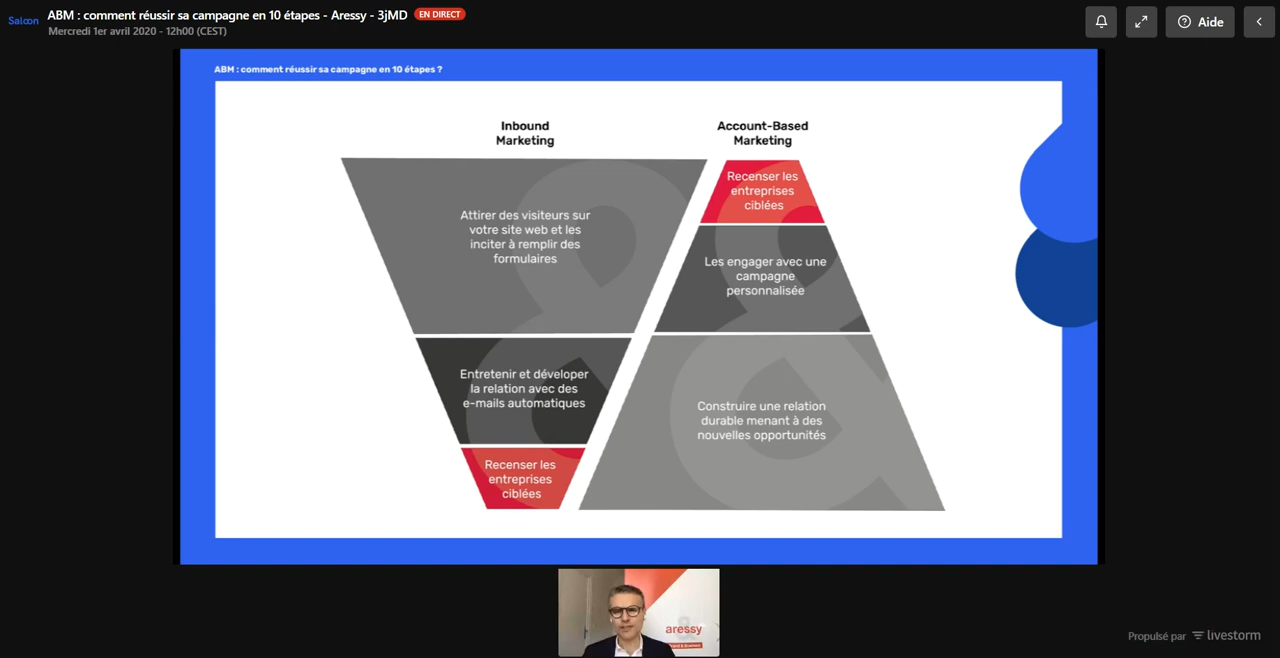 Saloon
ABM : comment réussir sa campagne en 10 étapes - Aressy - 3jMD EN DIRECT
Mercredi 1er avril 2020 - 12h00 (CEST)
Aide
ABM : comment réussir sa campagne en 10 étapes ?
Inbound
Marketing
Attirer des visiteurs sur
votre site web et les
inciter à remplir des
formulaires
Entretenir et développer
la relation avec des
e-mails automatiques
Recenser les
entreprises
ciblées
Account-Based
Marketing
Recenser les
entreprises
ciblées
Les engager avec une
campagne
personnalisée
Construire une relation
durable menant à des
nouvelles opportunités
aressy
Propulsé par livestorm